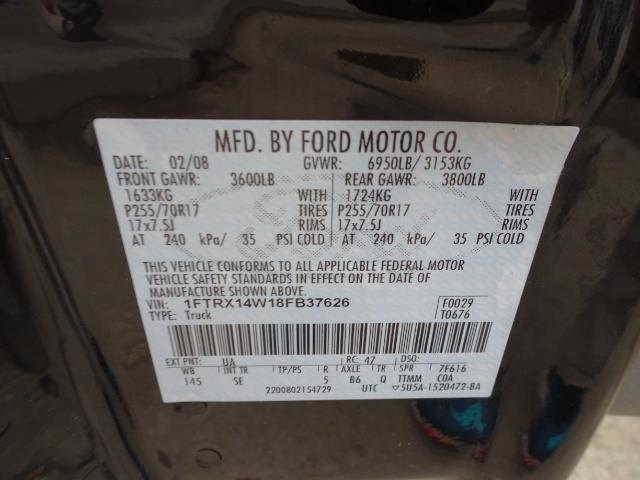 MFD. BY FORD MOTOR CO.
DATE: 02/08 GVWR: 6950LB/ 3153KG
FRONT GAWR: 3600LB REAR GAWR: 3800LB
1633KG WITH 1724KG WITH
P255/70R17 TIRES P255/70R17 TIRES
17x7.5J RIMS 17x7.5J RIMS
AT 240 kPa/ 35 PSI COLD AT 240 kPa/ 35 PSI COLD
THIS VEHICLE CONFORMS TO ALL APPLICABLE FEDERAL MOTOR
VEHICLE SAFETY STANDARDS IN EFFECT ON THE DATE OF
MANUFACTURE SHOWN ABOVE.
VIN: 1FTRX14W18FB37626 F0029
TYPE: Truck T0676
EXT PNT: UA RC: 47 DSO:
WB INT TR TP/PS R AXLE TR SPR 7F616
145 SE 5 B6 Q TTMM COA
2200802154729 UTC 5U5A-1520472-BA